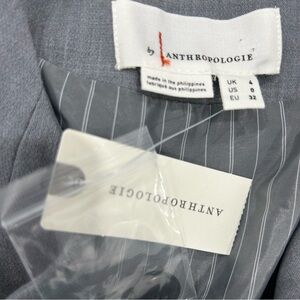 by ANTHROPOLOGIE
made in the philippines
fabriqué aux philippines
UK 4
US 0
EU 32
ANTHROPOLOGIE